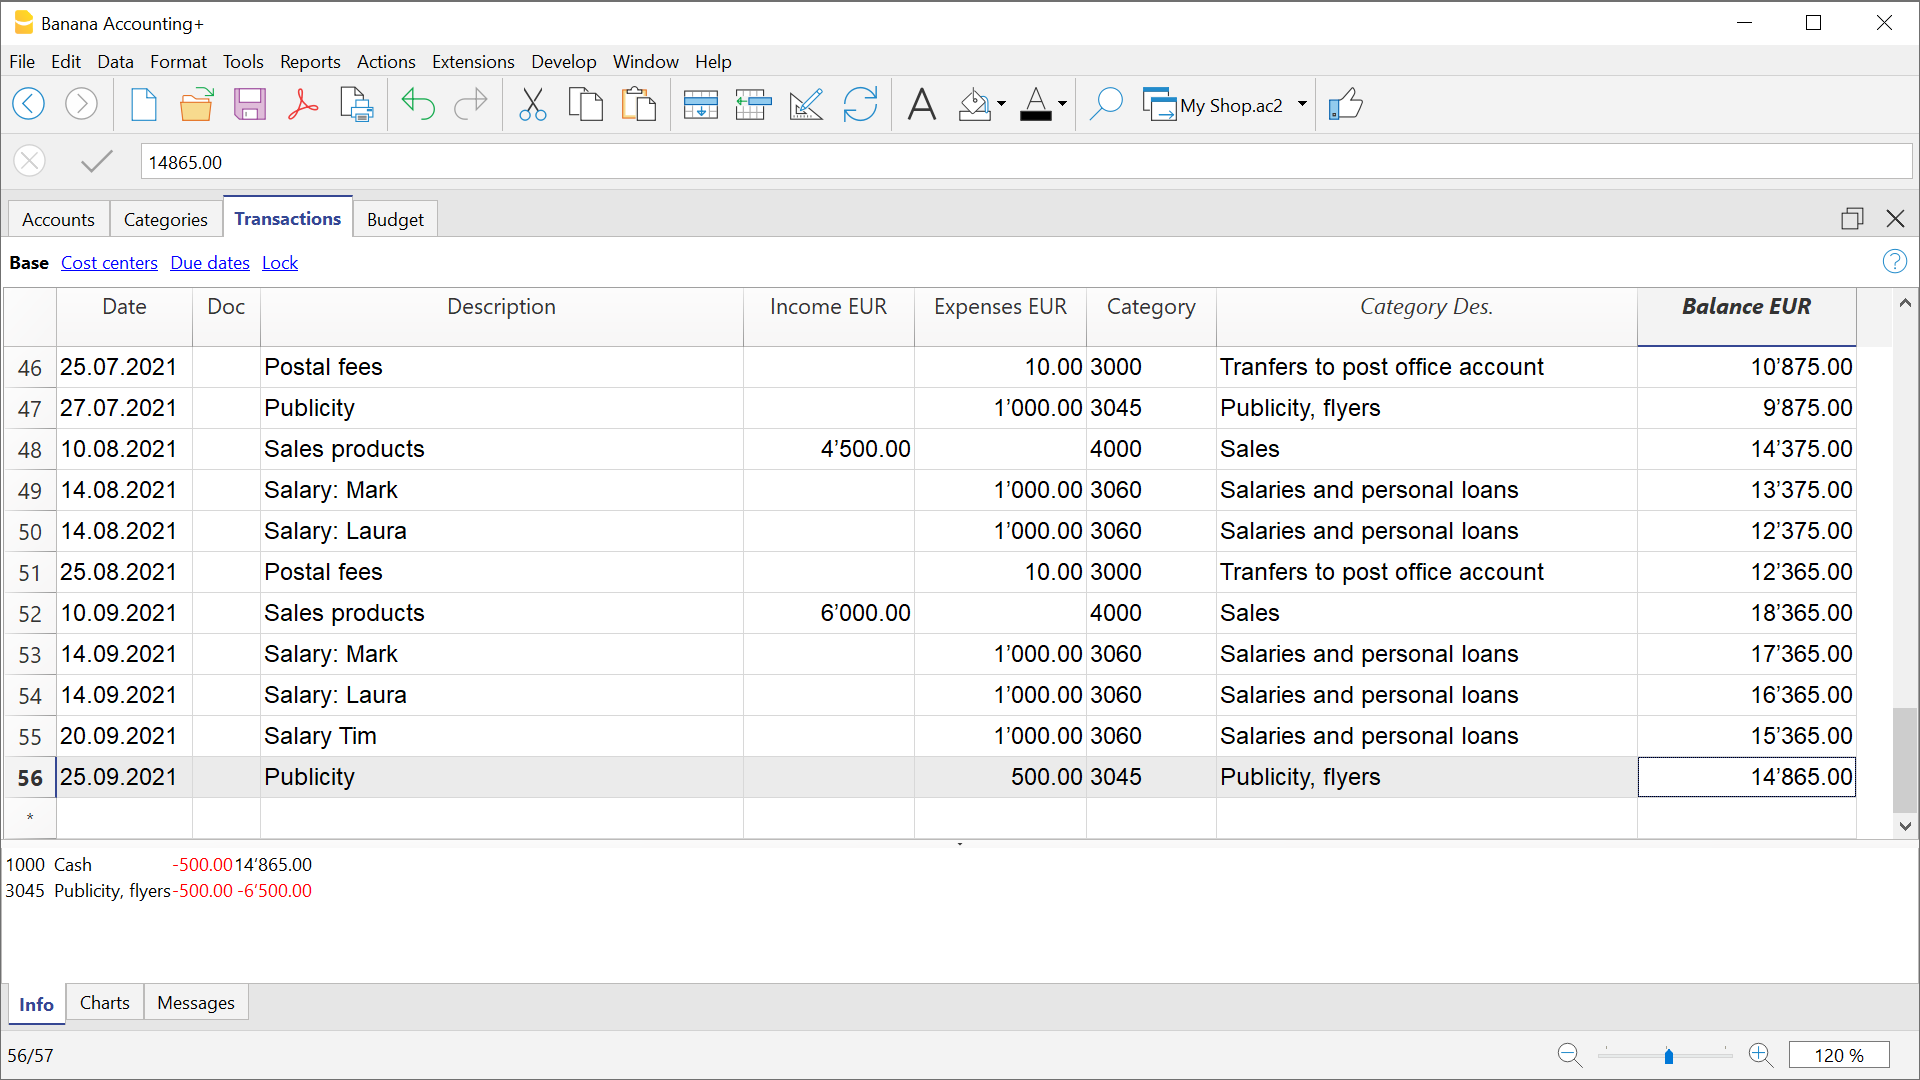 Banana Accounting+
File Edit Data Format Tools Reports Actions Extensions Develop Window Help
My Shop.ac2
14865.00
Accounts Categories Transactions Budget
Base Cost centers Due dates Lock
Date Doc Description Income EUR Expenses EUR Category Category Des. Balance EUR
46 25.07.2021 Postal fees 10.00 3000 Tranfers to post office account 10’875.00
47 27.07.2021 Publicity 1’000.00 3045 Publicity, flyers 9’875.00
48 10.08.2021 Sales products 4’500.00 4000 Sales 14’375.00
49 14.08.2021 Salary: Mark 1’000.00 3060 Salaries and personal loans 13’375.00
50 14.08.2021 Salary: Laura 1’000.00 3060 Salaries and personal loans 12’375.00
51 25.08.2021 Postal fees 10.00 3000 Tranfers to post office account 12’365.00
52 10.09.2021 Sales products 6’000.00 4000 Sales 18’365.00
53 14.09.2021 Salary: Mark 1’000.00 3060 Salaries and personal loans 17’365.00
54 14.09.2021 Salary: Laura 1’000.00 3060 Salaries and personal loans 16’365.00
55 20.09.2021 Salary Tim 1’000.00 3060 Salaries and personal loans 15’365.00
56 25.09.2021 Publicity 500.00 3045 Publicity, flyers 14’865.00
*
1000 Cash -500.00 14’865.00
3045 Publicity, flyers -500.00 -6’500.00
Info Charts Messages
56/57 120 %